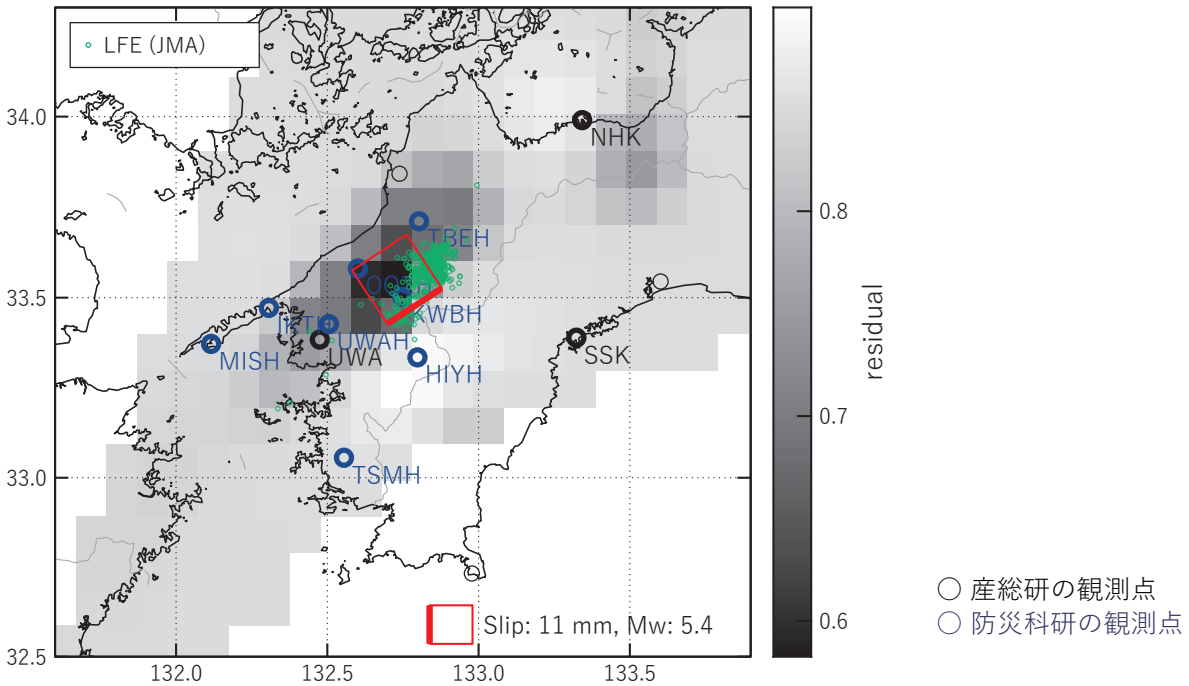 LFE (JMA)
34.0
33.5
33.0
32.5
132.0
132.5
133.0
133.5
NHK
TBEH
OOZH
KWBH
IKTH
UWAH
UWA
MISH
HIYH
SSK
TSMH
Slip: 11 mm, Mw: 5.4
0.8
0.7
0.6
residual
○ 産総研の観測点
○ 防災科研の観測点